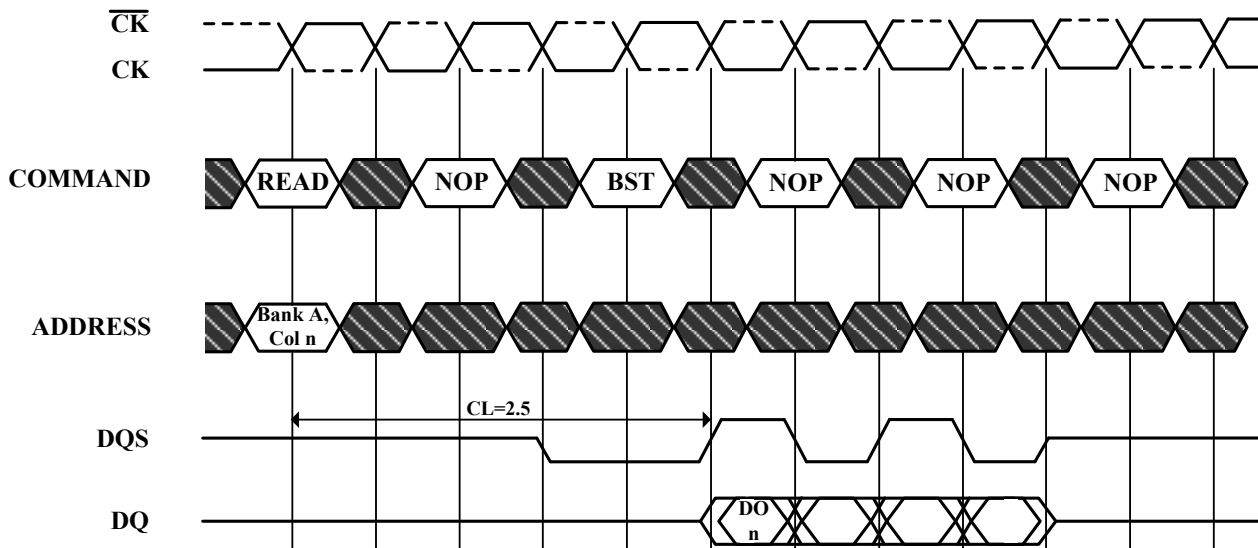 CK
CK
COMMAND READ NOP BST NOP NOP NOP
ADDRESS Bank A,
Col n
CL=2.5
DQS
DQ DO
n